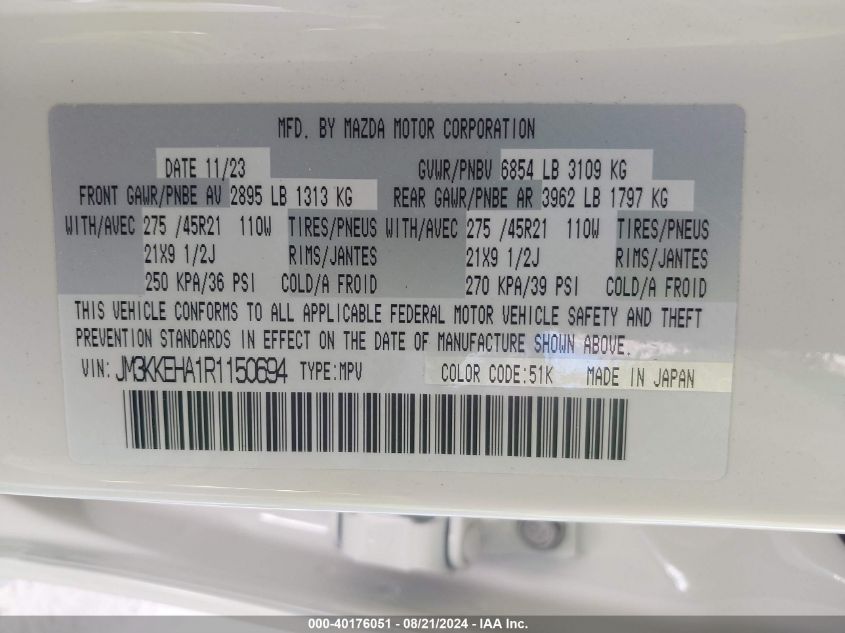 MFD. BY MAZDA MOTOR CORPORATION
DATE 11/23 GVWR/PNBV 6854 LB 3109 KG
FRONT GAWR/PNBE AV 2895 LB 1313 KG REAR GAWR/PNBE AR 3962 LB 1797 KG
WITH/AVEC 275 /45R21 110W TIRES/PNEUS WITH/AVEC 275 /45R21 110W TIRES/PNEUS
21X9 1/2J RIMS/JANTES 21X9 1/2J RIMS/JANTES
250 KPA/36 PSI COLD/A FROID 270 KPA/39 PSI COLD/A FROID
THIS VEHICLE CONFORMS TO ALL APPLICABLE FEDERAL MOTOR VEHICLE SAFETY AND THEFT
PREVENTION STANDARDS IN EFFECT ON THE DATE OF MANUFACTURE SHOWN ABOVE.
VIN: JM3KKEHA1R1150694 TYPE:MPV COLOR CODE:51K MADE IN JAPAN
000-40176051 - 08/21/2024 - IAAI.com